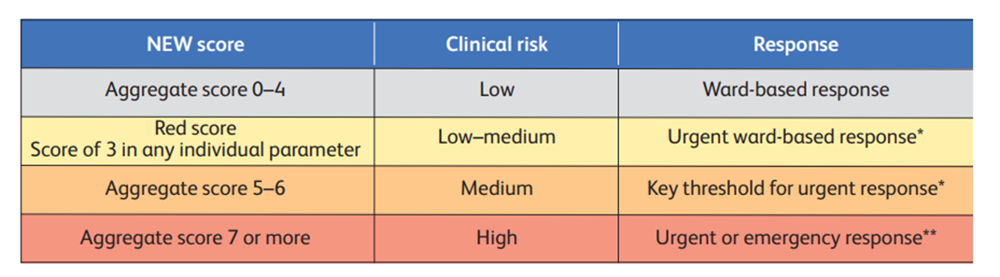 NEW score Clinical risk Response
Aggregate score 0–4 Low Ward-based response
Red score
Score of 3 in any individual parameter Low–medium Urgent ward-based response*
Aggregate score 5–6 Medium Key threshold for urgent response*
Aggregate score 7 or more High Urgent or emergency response**